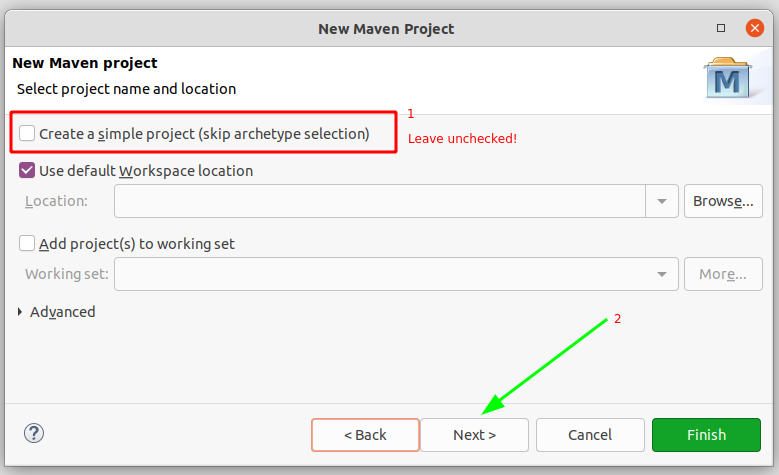 New Maven Project
New Maven project
Select project name and location
M
1
Create a simple project (skip archetype selection)
Leave unchecked!
Use default Workspace location
Location:
Browse...
Add project(s) to working set
Working set:
More...
Advanced
2
?
< Back
Next >
Cancel
Finish